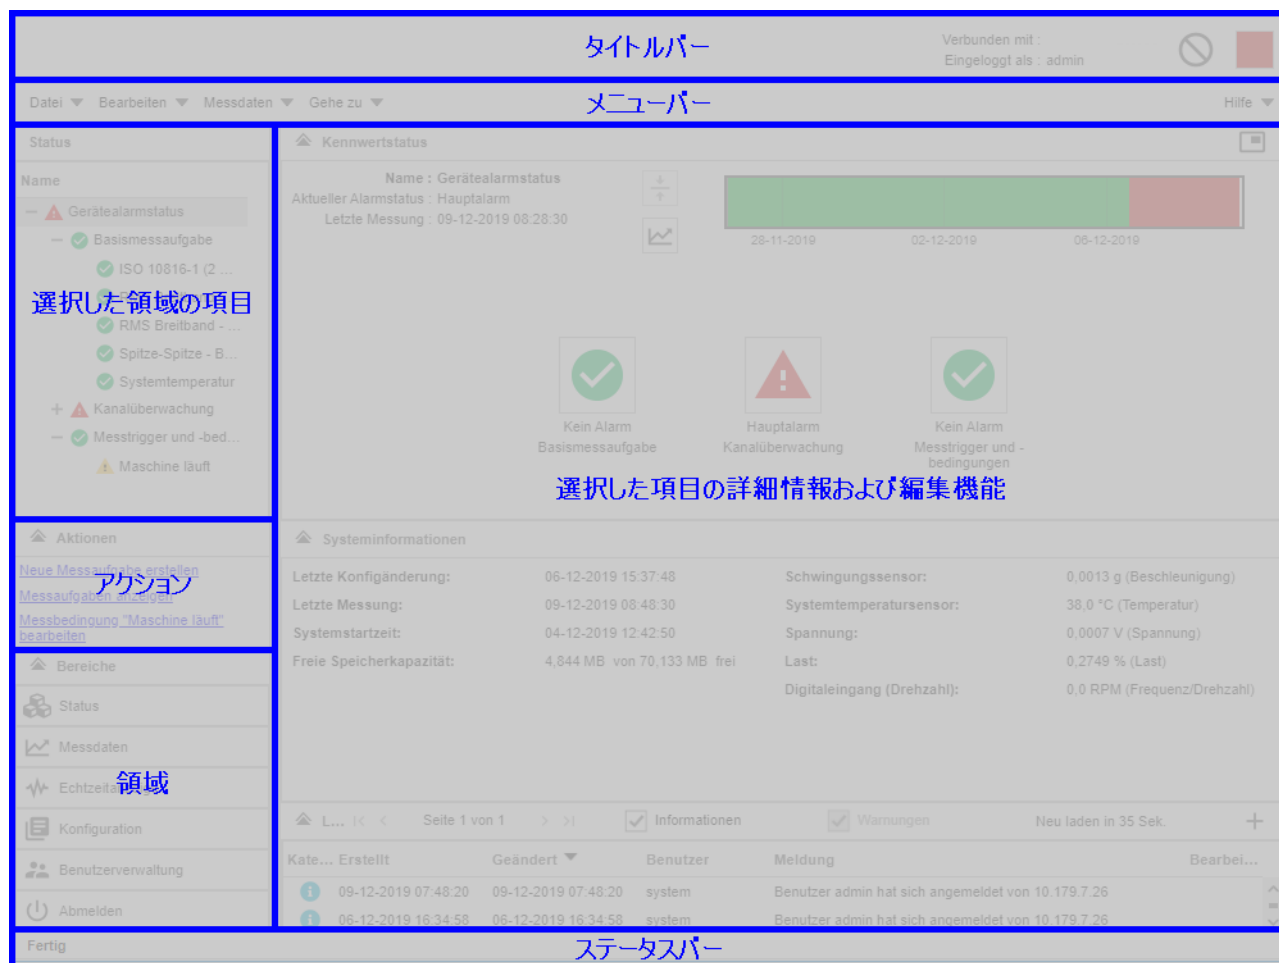 タイトルバー
Verbunden mit :
Eingeloggt als : admin
Datei Bearbeiten Messdaten Gehe zu
メニューバー
Hilfe
Status
Name
Gerätealarmstatus
Basismessaufgabe
ISO 10816-1 (2 ...
選択した領域の項目
RMS Breitband - ...
Spitze-Spitze - B...
Systemtemperatur
Kanalüberwachung
Messtrigger und -bed...
Maschine läuft
Kennwertstatus
Name : Gerätealarmstatus
Aktueller Alarmstatus : Hauptalarm
Letzte Messung : 09-12-2019 08:28:30
28-11-2019 02-12-2019 06-12-2019
Kein Alarm
Basismessaufgabe
Hauptalarm
Kanalüberwachung
Kein Alarm
Messtrigger und -
bedingungen
選択した項目の詳細情報および編集機能
Aktionen
Neue Messaufgabe erstellen
アクション
Messaufgaben anzeigen
Messbedingung "Maschine läuft"
bearbeiten
Systeminformationen
Letzte Konfigänderung: 06-12-2019 15:37:48 Schwingungssensor: 0,0013 g (Beschleunigung)
Letzte Messung: 09-12-2019 08:48:30 Systemtemperatursensor: 38,0 °C (Temperatur)
Systemstartzeit: 04-12-2019 12:42:50 Spannung: 0,0007 V (Spannung)
Freie Speicherkapazität: 4,844 MB von 70,133 MB frei Last: 0,2749 % (Last)
Digitaleingang (Drehzahl): 0,0 RPM (Frequenz/Drehzahl)
Bereiche
Status
Messdaten
領域
Konfiguration
Benutzerverwaltung
Abmelden
L... Seite 1 von 1 Informationen Warnungen Neu laden in 35 Sek.
Kate... Erstellt Geändert Benutzer Meldung Bearbei...
09-12-2019 07:48:20 09-12-2019 07:48:20 system Benutzer admin hat sich angemeldet von 10.179.7.26
06-12-2019 16:34:58 06-12-2019 16:34:58 system Benutzer admin hat sich angemeldet von 10.179.7.26
Fertig
ステータスバー